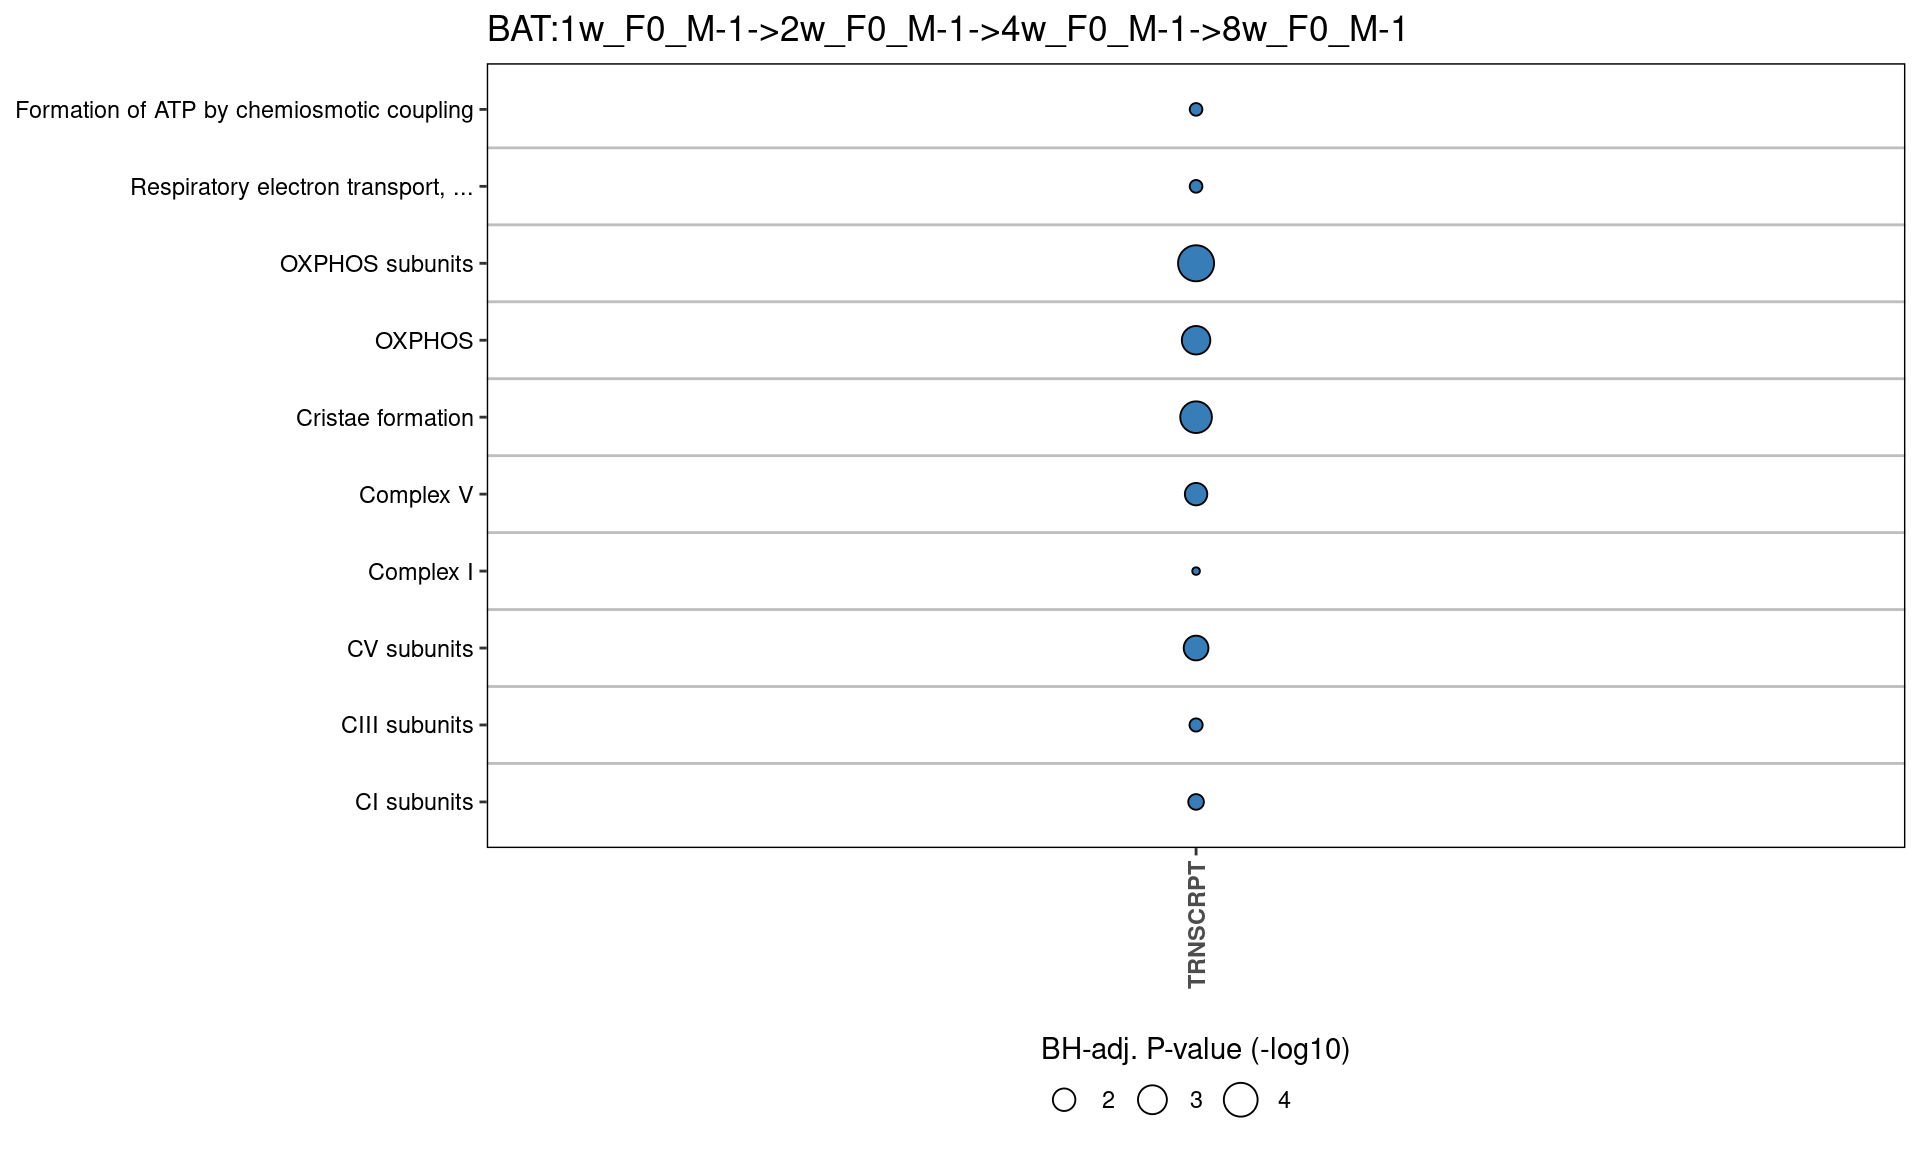 BAT:1w_F0_M-1->2w_F0_M-1->4w_F0_M-1->8w_F0_M-1
Formation of ATP by chemiosmotic coupling
Respiratory electron transport, ...
OXPHOS subunits
OXPHOS
Cristae formation
Complex V
Complex I
CV subunits
CIII subunits
CI subunits
TRNSCRPT
BH-adj. P-value (-log10)
2 3 4